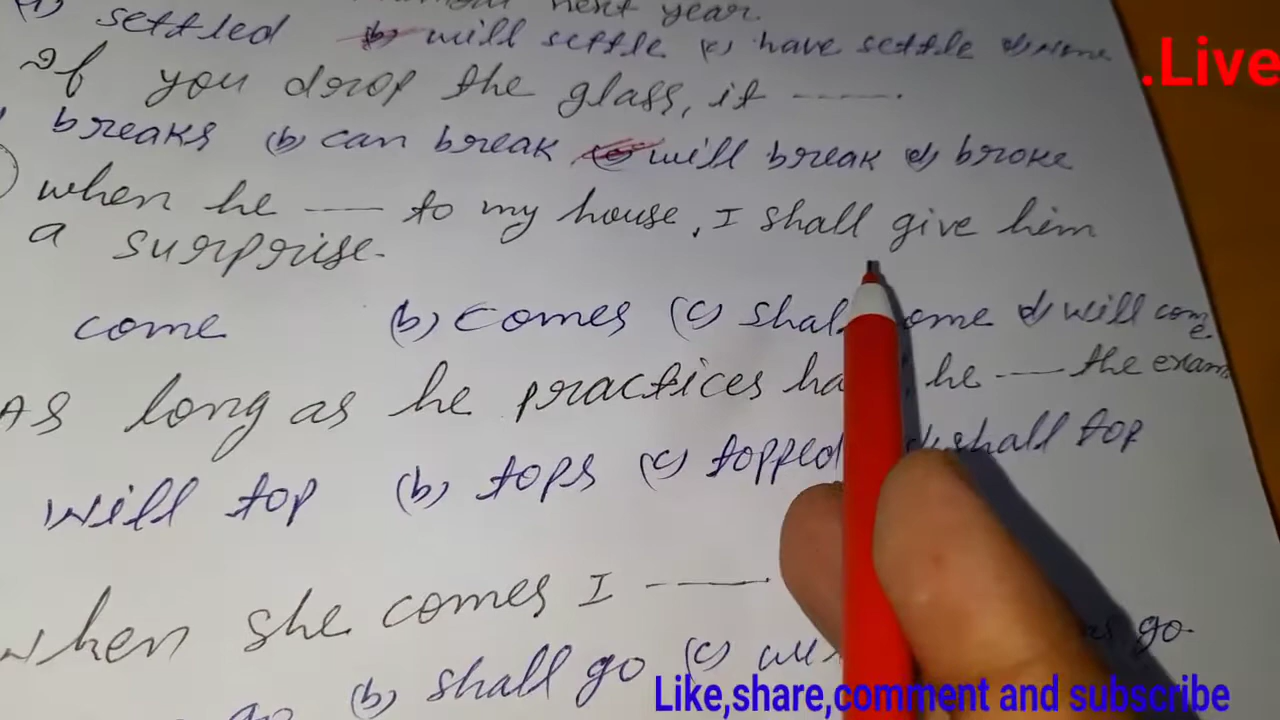 next year.
settled (b) will settle (c) have settle d) None
.Live
If you drop the glass, it ------.
breaks (b) can break (c) will break d) broke
when he --- to my house, I shall give him
a surprise.
come (b) comes (c) shall come d) will come
As long as he practices he --- the exam
will top (b) tops (c) topped shall top
When she comes I ---
(b) shall go (c) go.
Like,share,comment and subscribe